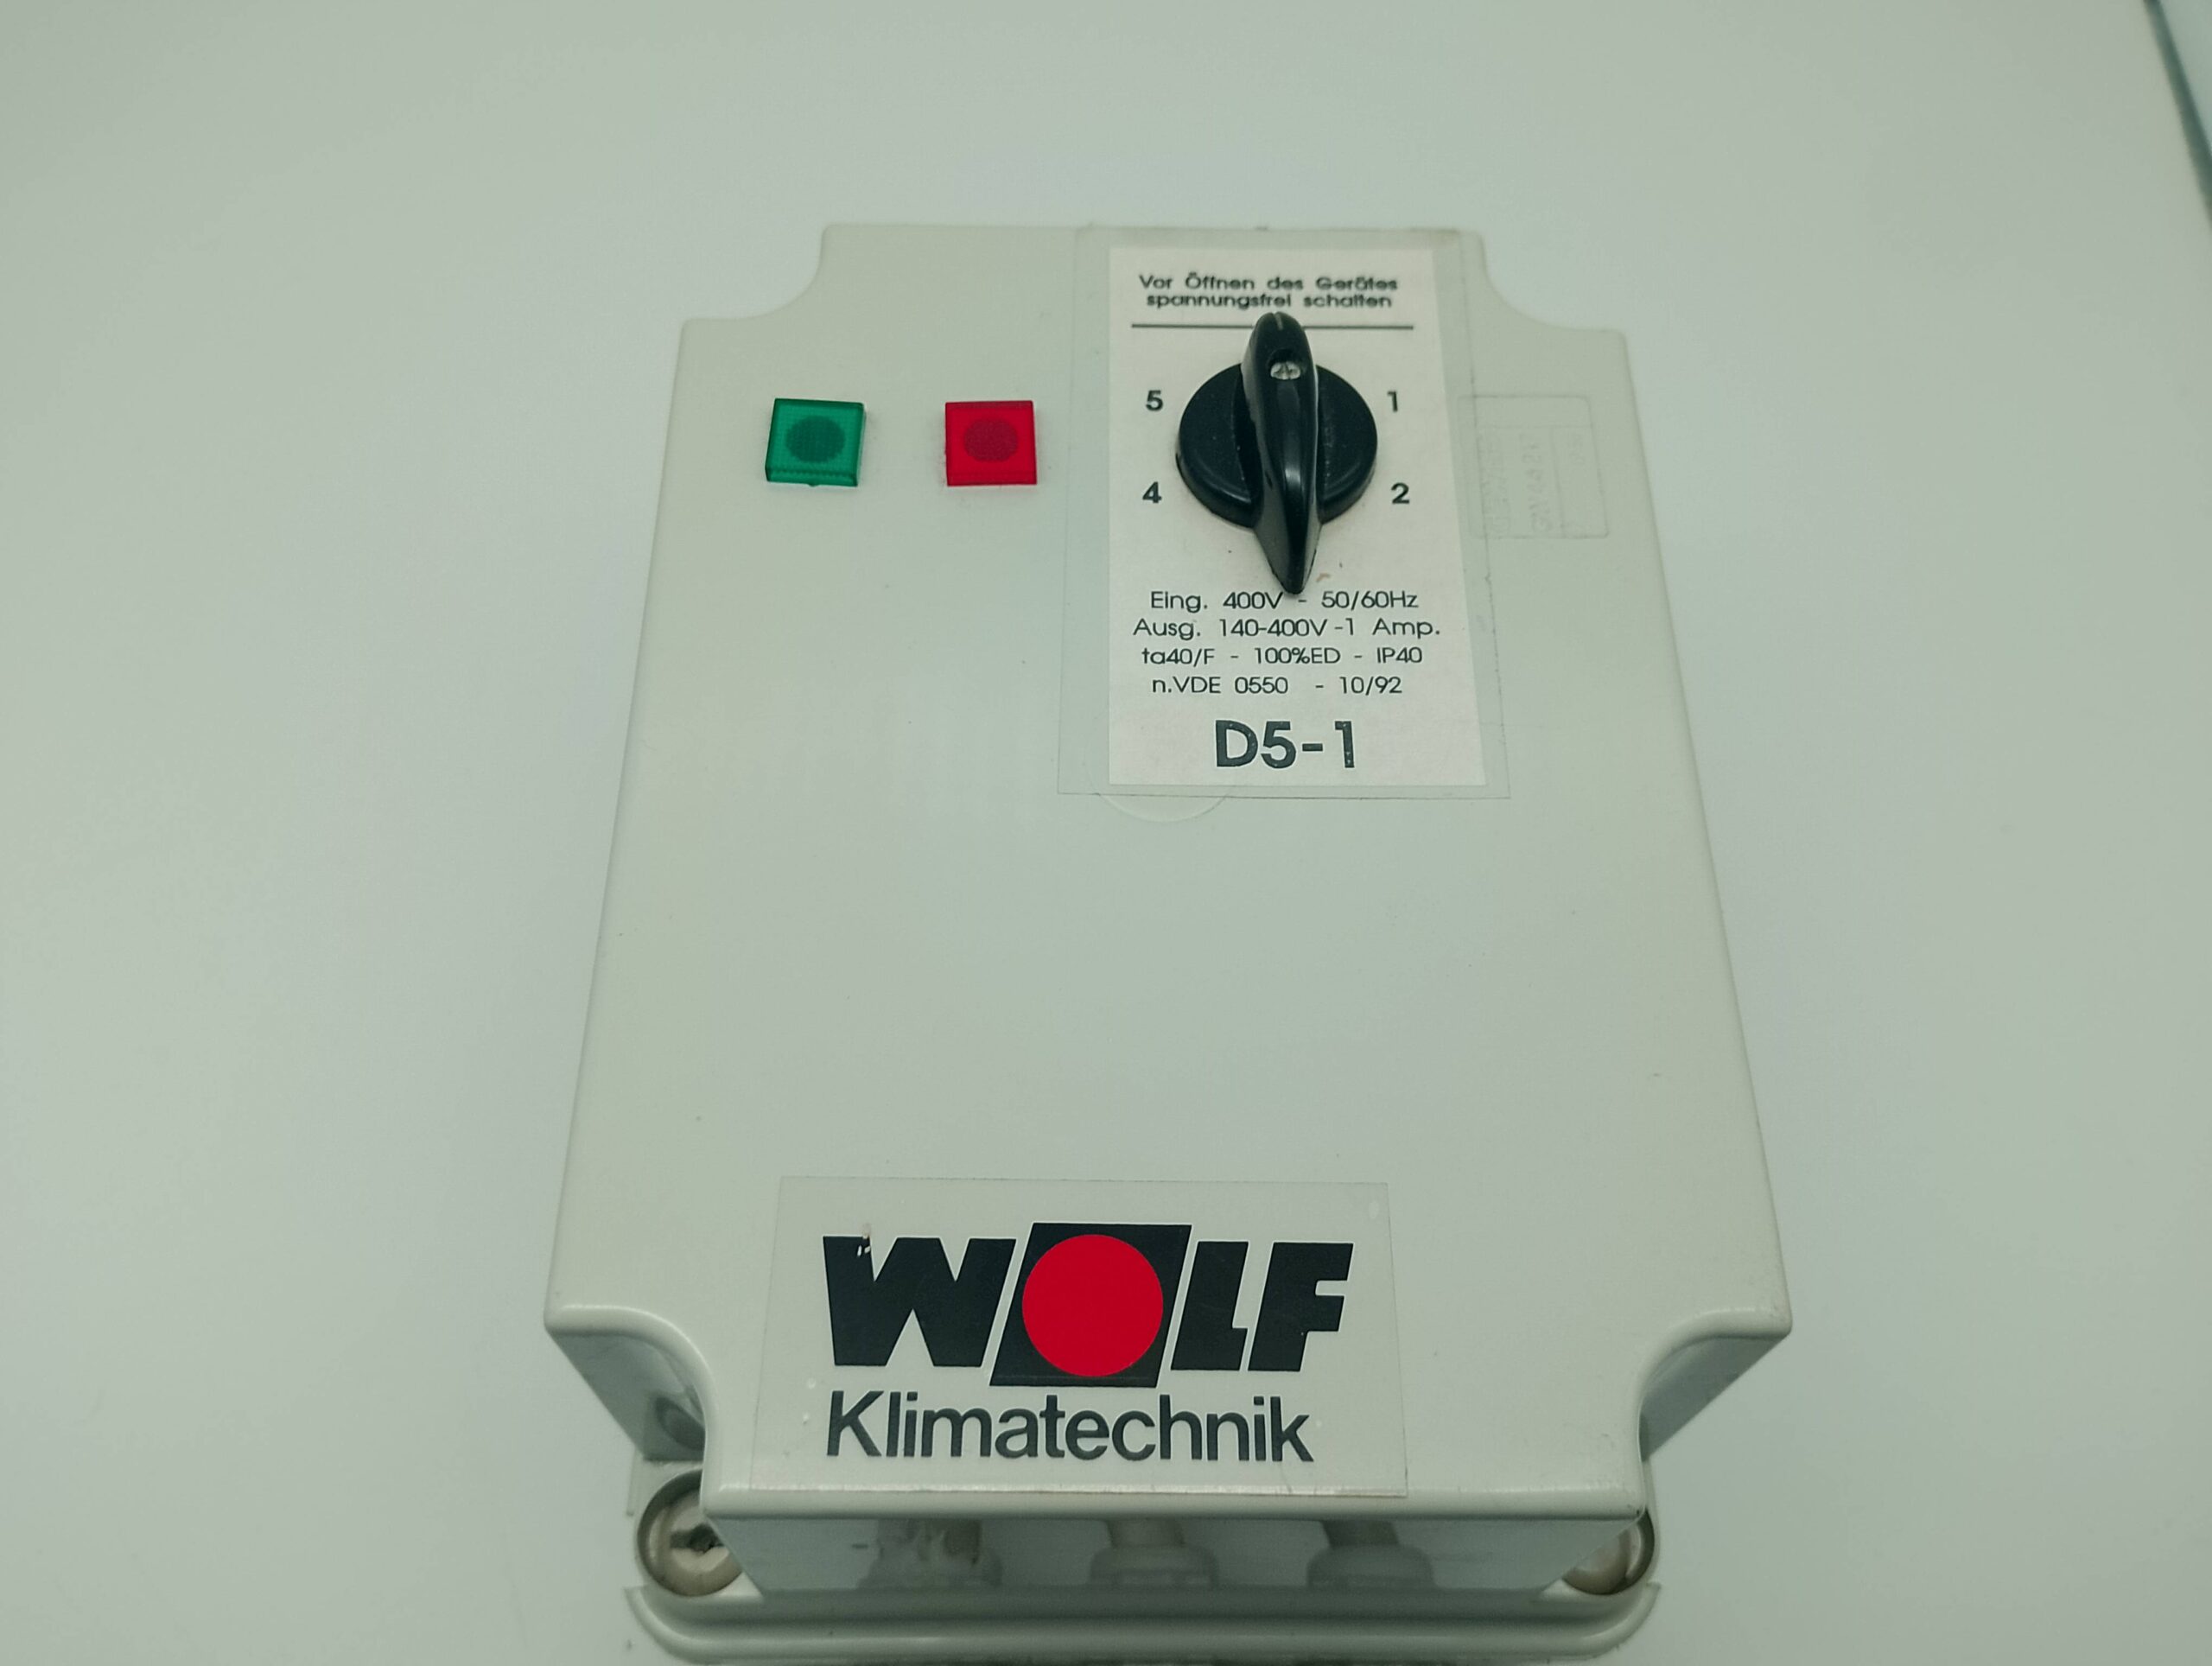 Vor Öffnen des Gerätes
spannungsfrei schalten
5 1
4 2
Eing. 400V - 50/60Hz
Ausg. 140-400V -1 Amp.
ta40/F - 100%ED - IP40
n.VDE 0550 - 10/92
D5-1
WOLF
Klimatechnik